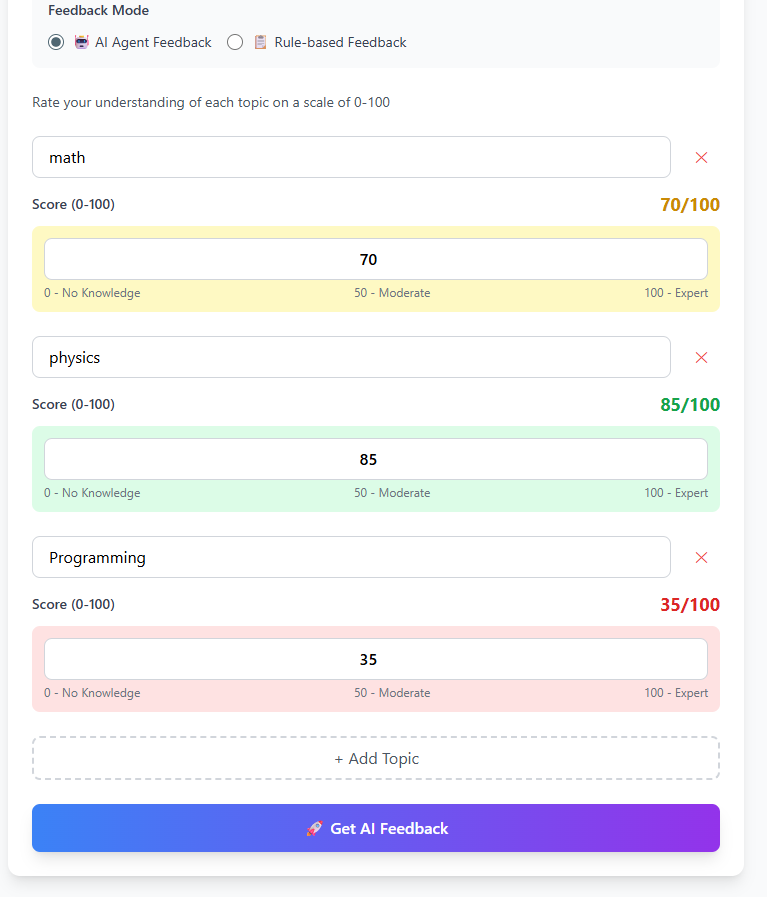 Feedback Mode
🤖 AI Agent Feedback 📋 Rule-based Feedback
Rate your understanding of each topic on a scale of 0-100
math
Score (0-100) 70/100
70
0 - No Knowledge 50 - Moderate 100 - Expert
physics
Score (0-100) 85/100
85
0 - No Knowledge 50 - Moderate 100 - Expert
Programming
Score (0-100) 35/100
35
0 - No Knowledge 50 - Moderate 100 - Expert
+ Add Topic
🚀 Get AI Feedback